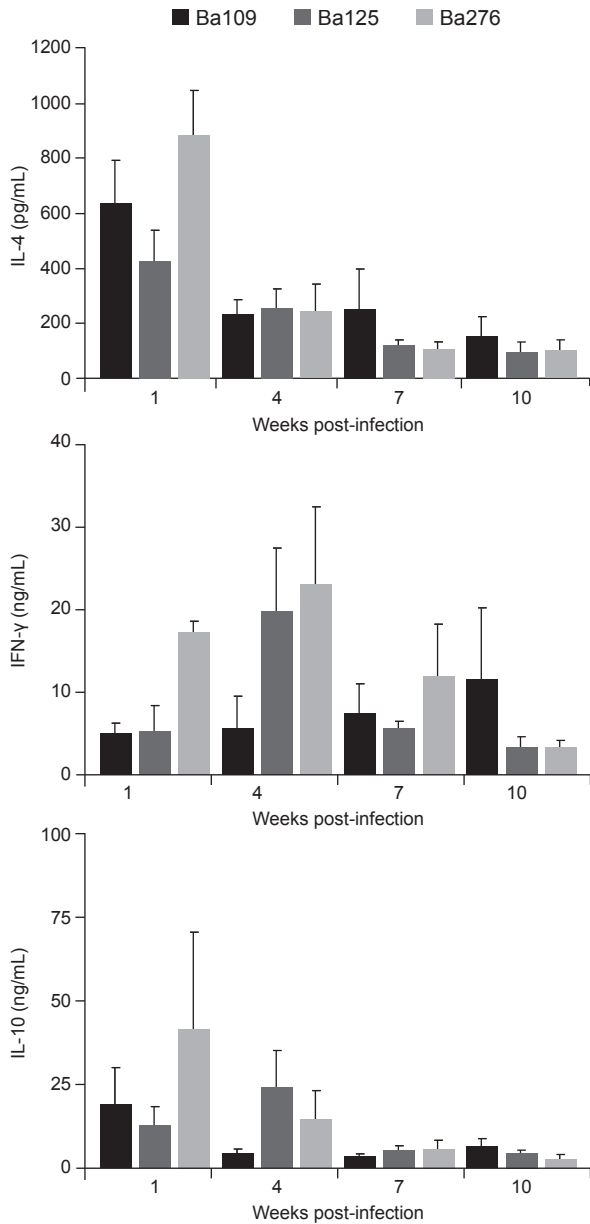 Ba109 Ba125 Ba276
1200
1000
800
600
400
200
0
IL-4 (pg/mL)
1 4 7 10
Weeks post-infection
40
30
20
10
0
IFN-γ (ng/mL)
1 4 7 10
Weeks post-infection
100
75
50
25
0
IL-10 (ng/mL)
1 4 7 10
Weeks post-infection